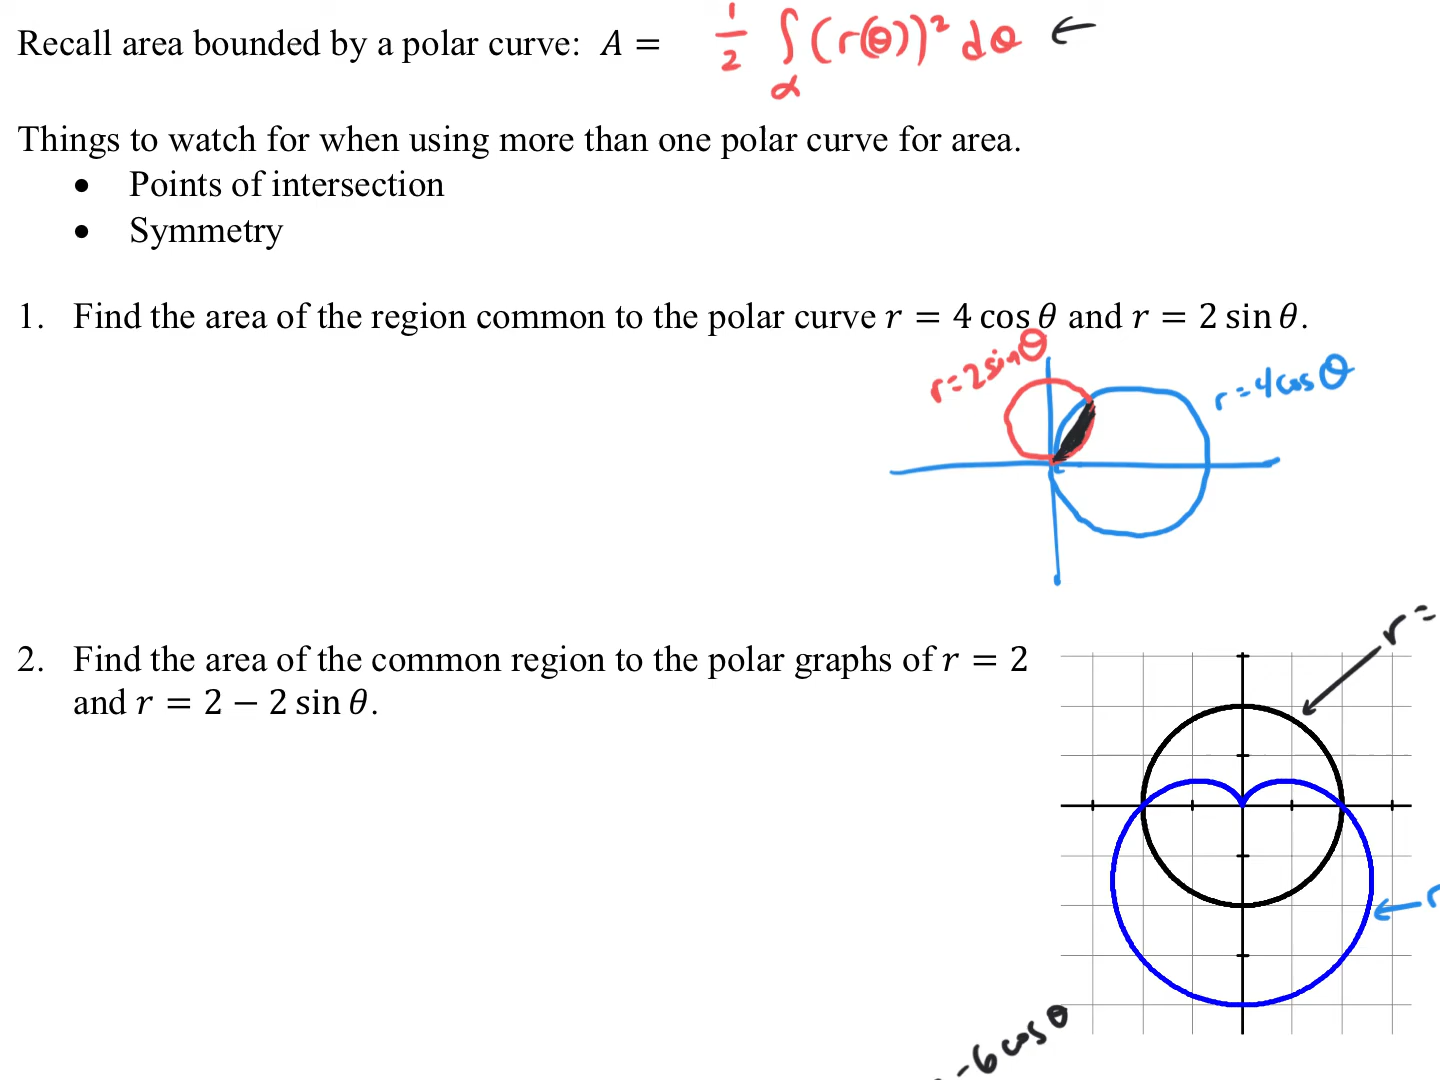 Recall area bounded by a polar curve: A = 1/2 ∫α (r(θ))² dθ ←
Things to watch for when using more than one polar curve for area.
• Points of intersection
• Symmetry
1. Find the area of the region common to the polar curve r = 4 cos θ and r = 2 sin θ.
r=2sinθ
r=4cosθ
2. Find the area of the common region to the polar graphs of r = 2
and r = 2 − 2 sin θ.
r=
r
-6cosθ